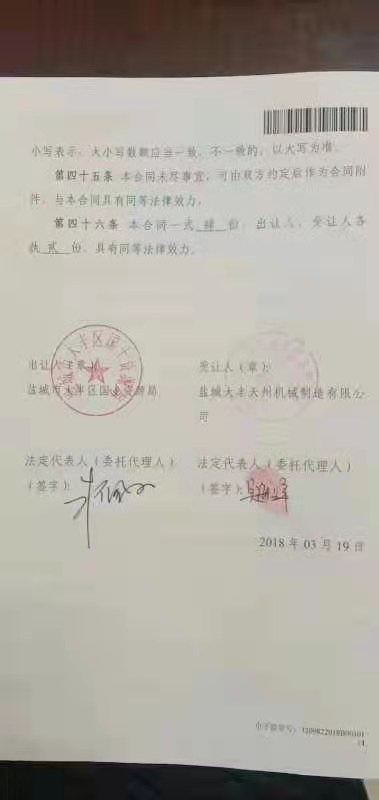 小写表示，大小写数额应当一致，不一致的，以大写为准。
第四十五条 本合同未尽事宜，可由双方约定后作为合同附
件，与本合同具有同等法律效力。
第四十六条 本合同一式 肆 份，出让人、受让人各
执 贰 份，具有同等法律效力。
出让人（章）：
盐城市大丰区国土资源局
受让人（章）：
盐城大丰天州机械制造有限公
司
法定代表人（委托代理人）
（签字）：
法定代表人（委托代理人）
（签字）：
2018 年 03 月 19 日